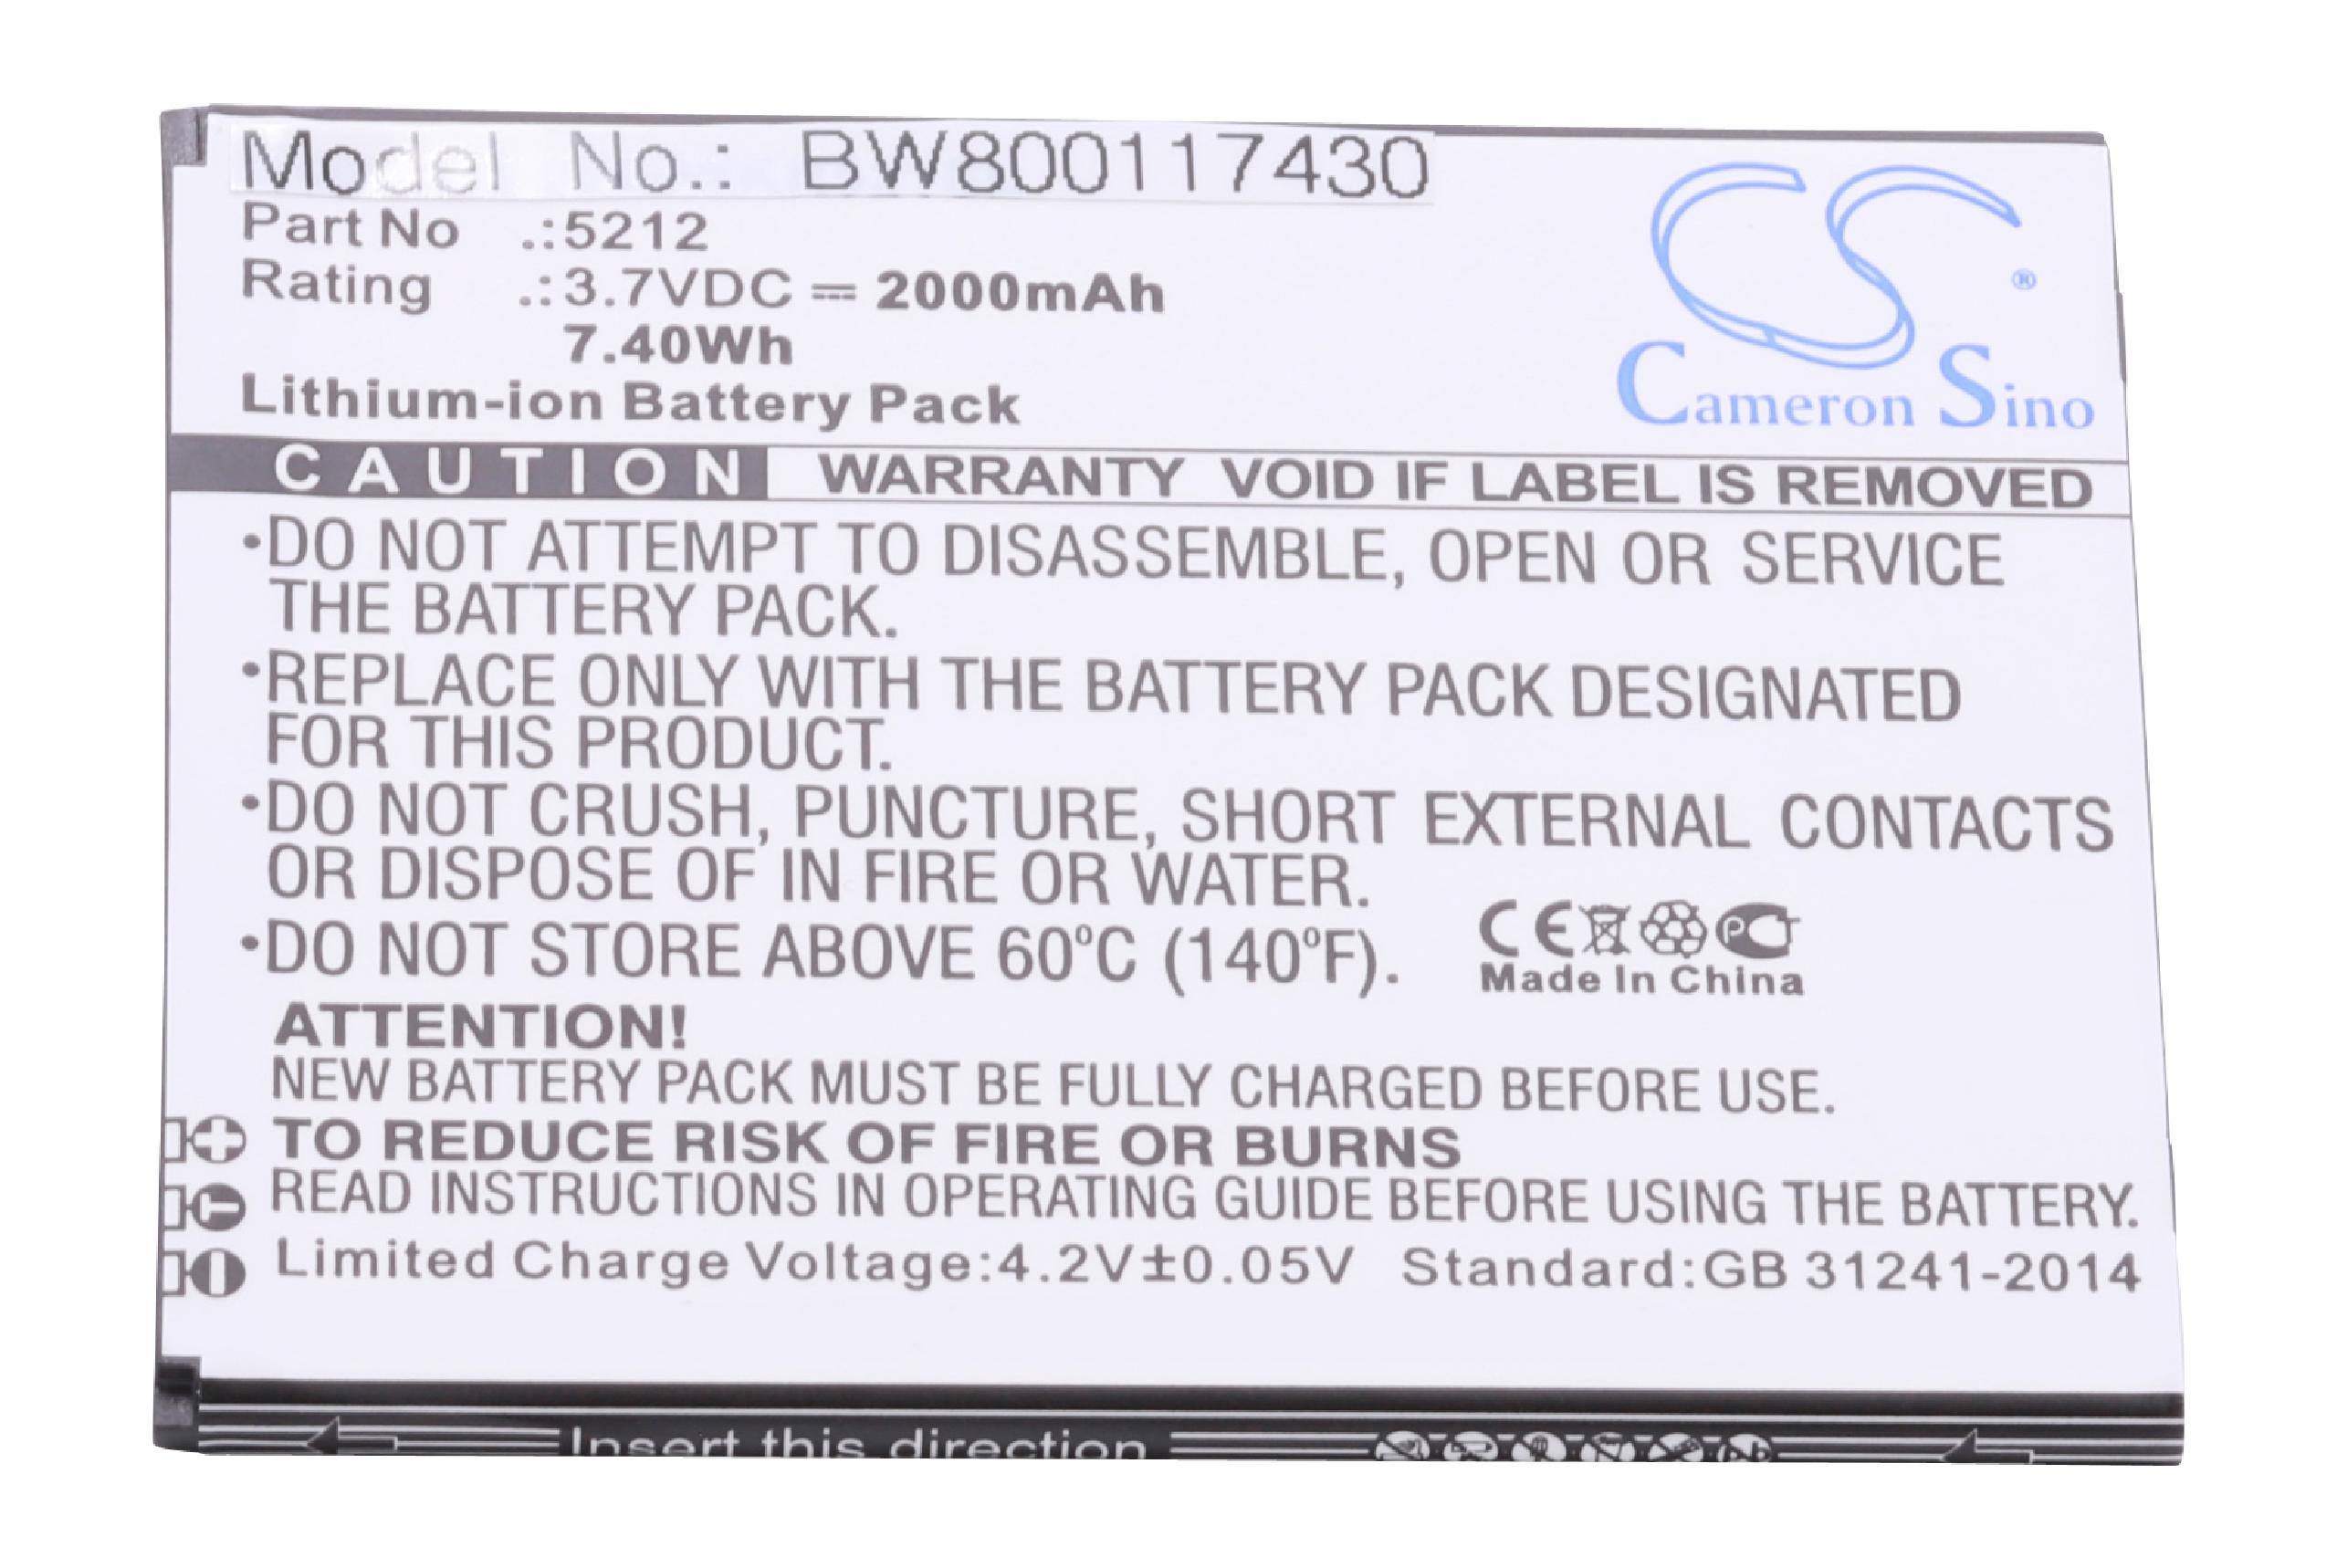 Model No.: BW800117430
Part No .:5212
Rating .:3.7VDC ⎓ 2000mAh
7.40Wh
Lithium-ion Battery Pack
CS ®
Cameron Sino
CAUTION WARRANTY VOID IF LABEL IS REMOVED
•DO NOT ATTEMPT TO DISASSEMBLE, OPEN OR SERVICE
THE BATTERY PACK.
•REPLACE ONLY WITH THE BATTERY PACK DESIGNATED
FOR THIS PRODUCT.
•DO NOT CRUSH, PUNCTURE, SHORT EXTERNAL CONTACTS
OR DISPOSE OF IN FIRE OR WATER.
•DO NOT STORE ABOVE 60°C (140°F).
CE PCT
Made In China
ATTENTION!
NEW BATTERY PACK MUST BE FULLY CHARGED BEFORE USE.
+ TO REDUCE RISK OF FIRE OR BURNS
T READ INSTRUCTIONS IN OPERATING GUIDE BEFORE USING THE BATTERY.
- Limited Charge Voltage:4.2V±0.05V Standard:GB 31241-2014
Insert this direction